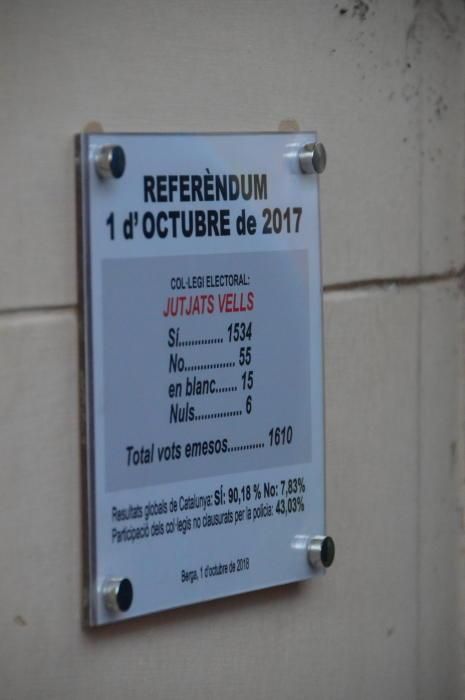 REFERÈNDUM
1 d'OCTUBRE de 2017
COL·LEGI ELECTORAL:
JUTJATS VELLS
Sí.............. 1534
No................ 55
en blanc....... 15
Nuls............... 6
Total vots emesos............ 1610
Resultats globals de Catalunya: SÍ: 90,18 % No: 7,83%
Participació dels col·legis no clausurats per la policia: 43,03%
Berga, 1 d'octubre de 2018